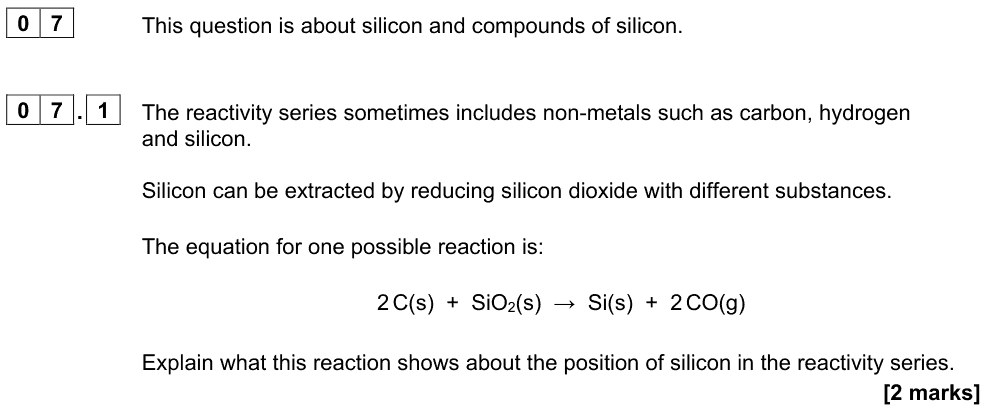 0 7 This question is about silicon and compounds of silicon.
0 7 . 1 The reactivity series sometimes includes non-metals such as carbon, hydrogen
and silicon.
Silicon can be extracted by reducing silicon dioxide with different substances.
The equation for one possible reaction is:
2 C(s) + SiO₂(s) → Si(s) + 2 CO(g)
Explain what this reaction shows about the position of silicon in the reactivity series.
[2 marks]